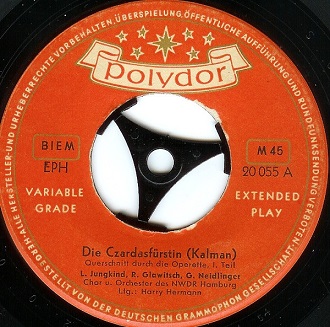 ALLE HERSTELLER- UND URHEBERRECHTE VORBEHALTEN. ÜBERSPIELUNG, ÖFFENTLICHE AUFFÜHRUNG UND RUNDFUNKSENDUNG VERBOTEN
polydor
BIEM
EPH
M 45
20 055 A
VARIABLE
GRADE
EXTENDED
PLAY
Die Czardasfürstin (Kalman)
Querschnitt durch die Operette, I. Teil
L. Jungkind, R. Glawitsch, G. Neidlinger
Chor u. Orchester des NWDR Hamburg
Ltg.: Harry Hermann
HERGESTELLT VON DER DEUTSCHEN GRAMMOPHON GESELLSCHAFT